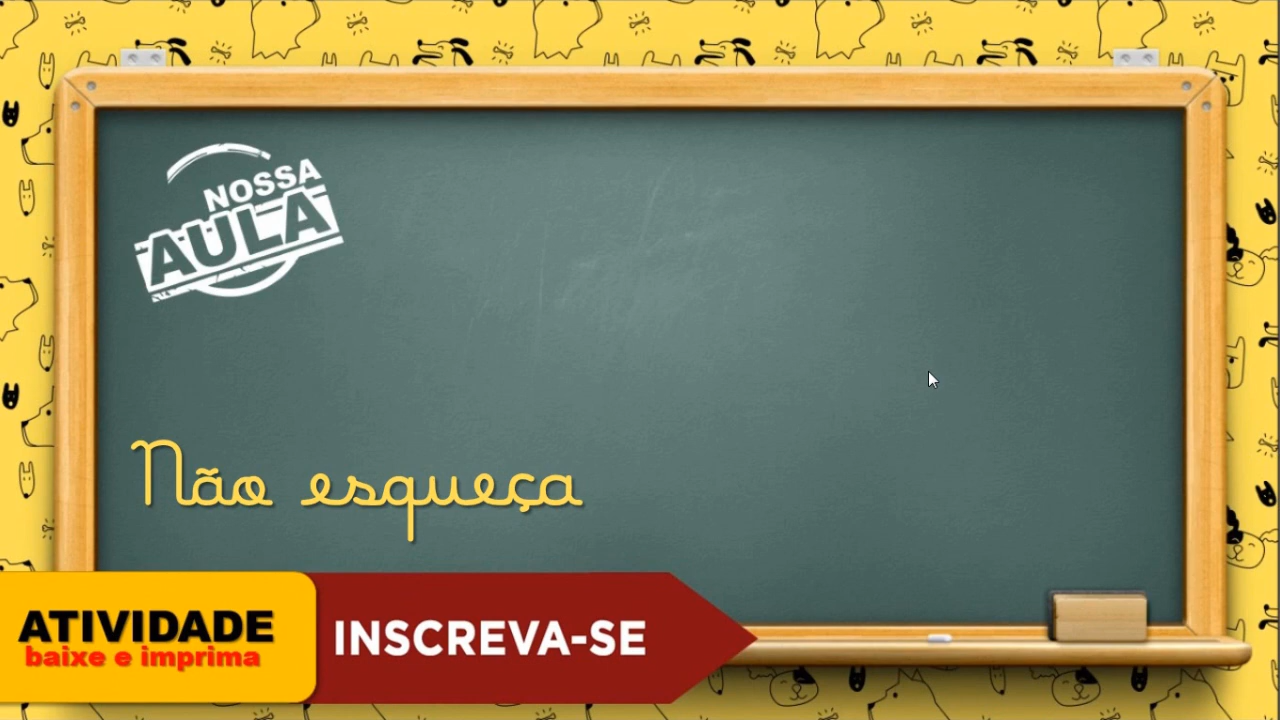 NOSSA
AULA
Não esqueça
ATIVIDADE
baixe e imprima
INSCREVA-SE